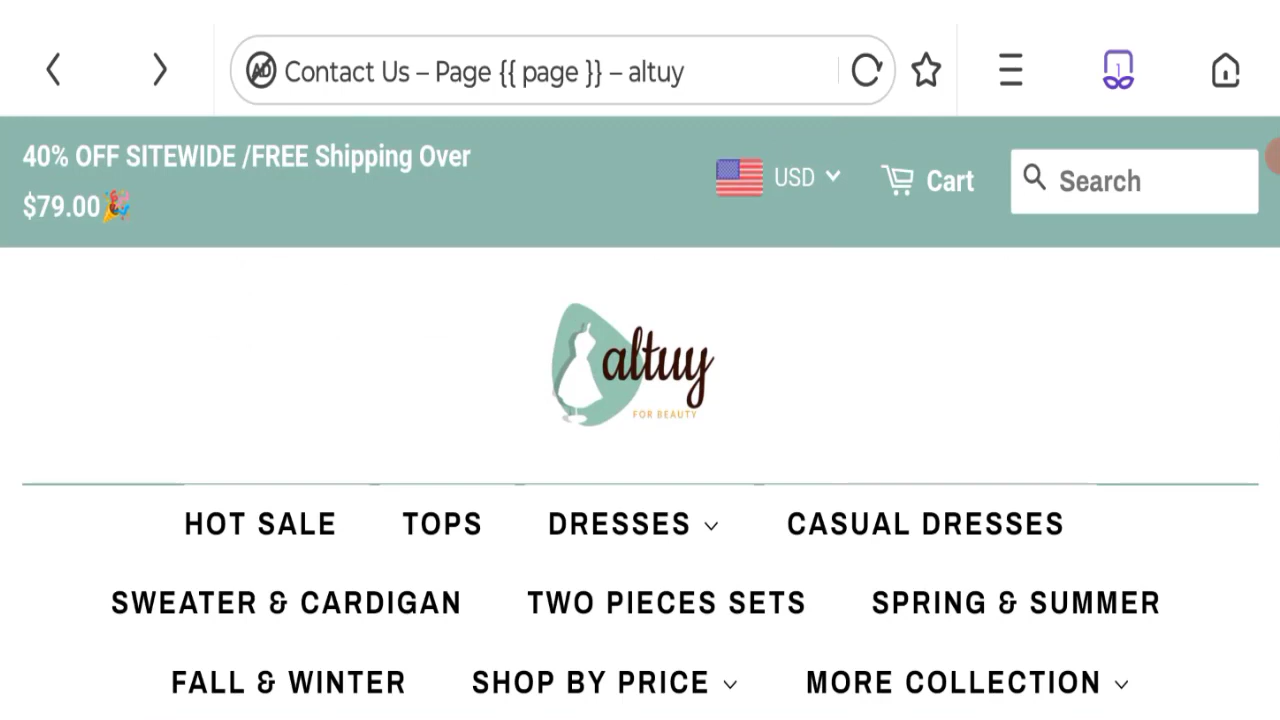 Contact Us – Page {{ page }} – altuy
1
40% OFF SITEWIDE /FREE Shipping Over
$79.00🎉
USD
Cart
Search
altuy
FOR BEAUTY
HOT SALE TOPS DRESSES CASUAL DRESSES
SWEATER & CARDIGAN TWO PIECES SETS SPRING & SUMMER
FALL & WINTER SHOP BY PRICE MORE COLLECTION